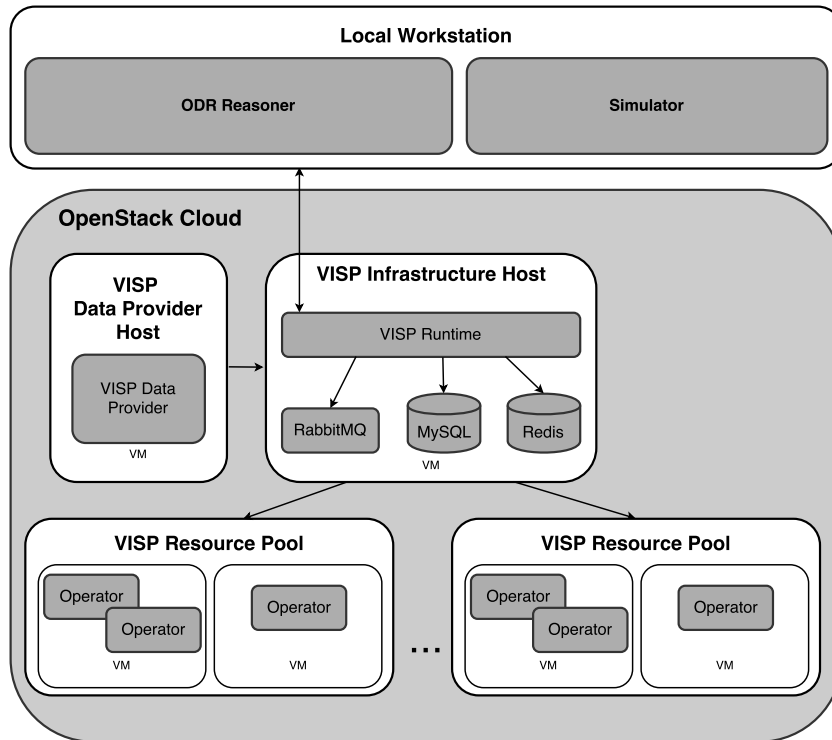 Local Workstation
ODR Reasoner
Simulator
OpenStack Cloud
VISP
Data Provider
Host
VISP Data
Provider
VM
VISP Infrastructure Host
VISP Runtime
RabbitMQ
MySQL
Redis
VM
VISP Resource Pool
Operator
Operator
VM
Operator
VM
...
VISP Resource Pool
Operator
Operator
VM
Operator
VM